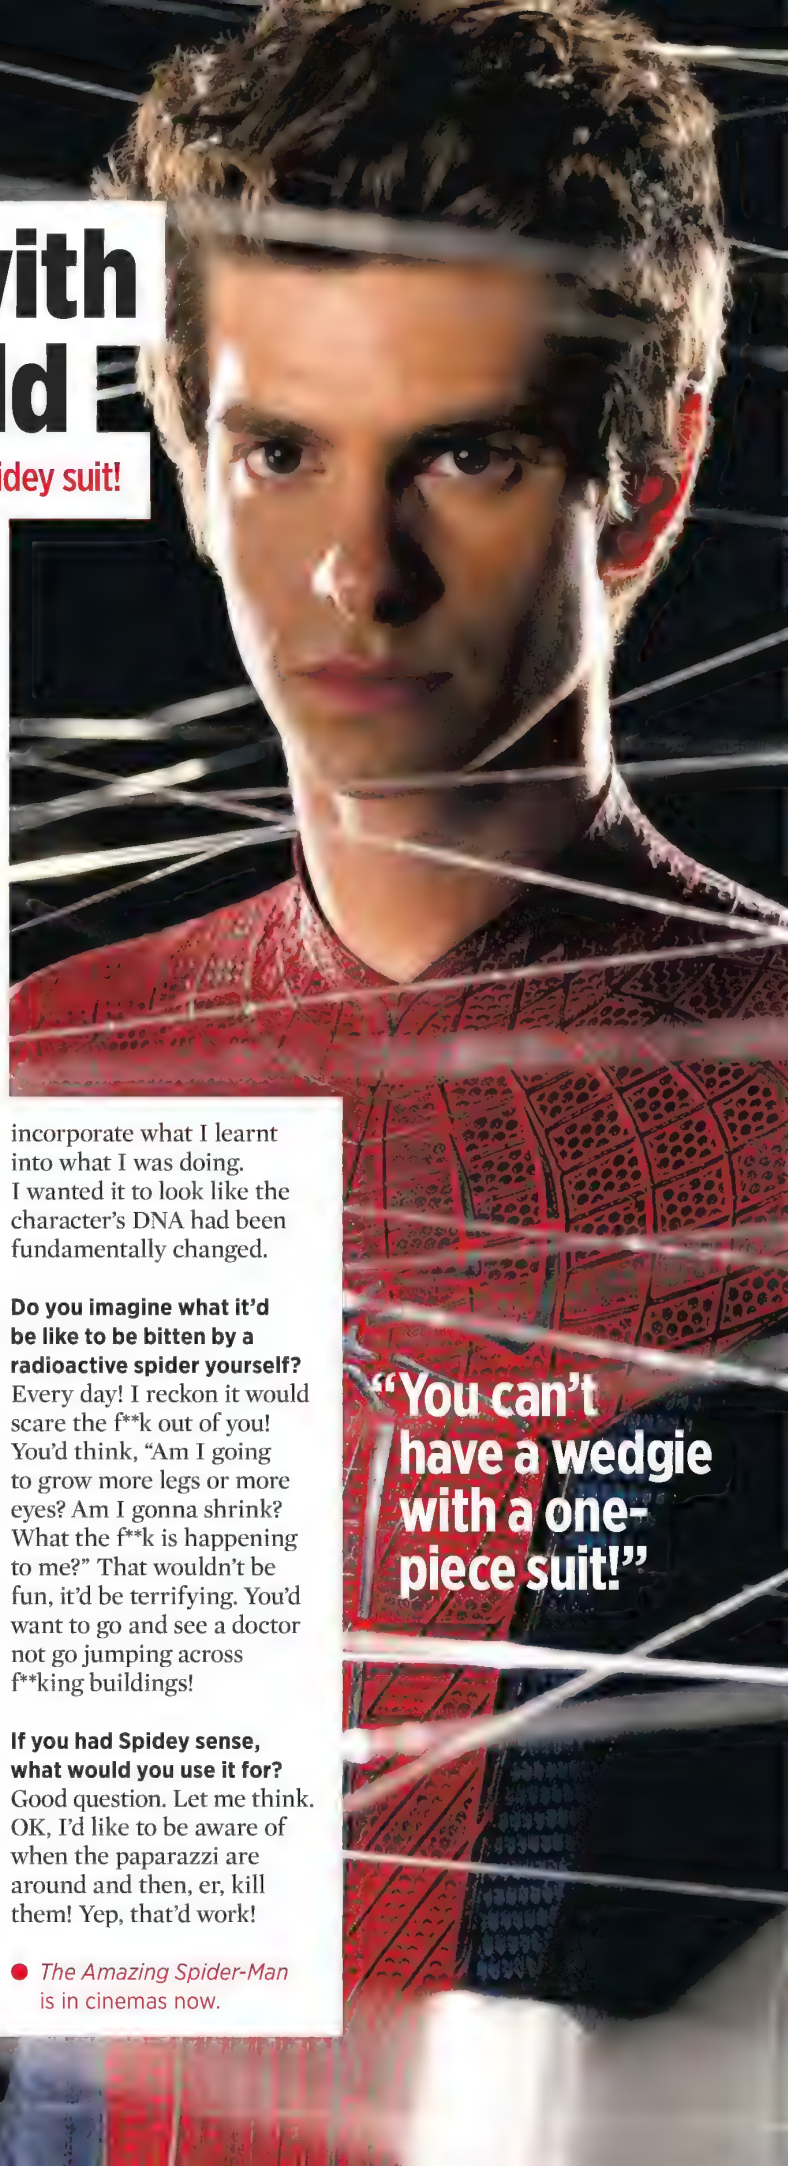 with
ld
idey suit!
incorporate what I learnt
into what I was doing.
I wanted it to look like the
character's DNA had been
fundamentally changed.
Do you imagine what it'd
be like to be bitten by a
radioactive spider yourself?
Every day! I reckon it would
scare the f**k out of you!
You'd think, “Am I going
to grow more legs or more
eyes? Am I gonna shrink?
What the f**k is happening
to me?” That wouldn't be
fun, it'd be terrifying. You'd
want to go and see a doctor
not go jumping across
f**king buildings!
If you had Spidey sense,
what would you use it for?
Good question. Let me think.
OK, I'd like to be aware of
when the paparazzi are
around and then, er, kill
them! Yep, that'd work!
● The Amazing Spider-Man
is in cinemas now.
“You can't
have a wedgie
with a one-
piece suit!”